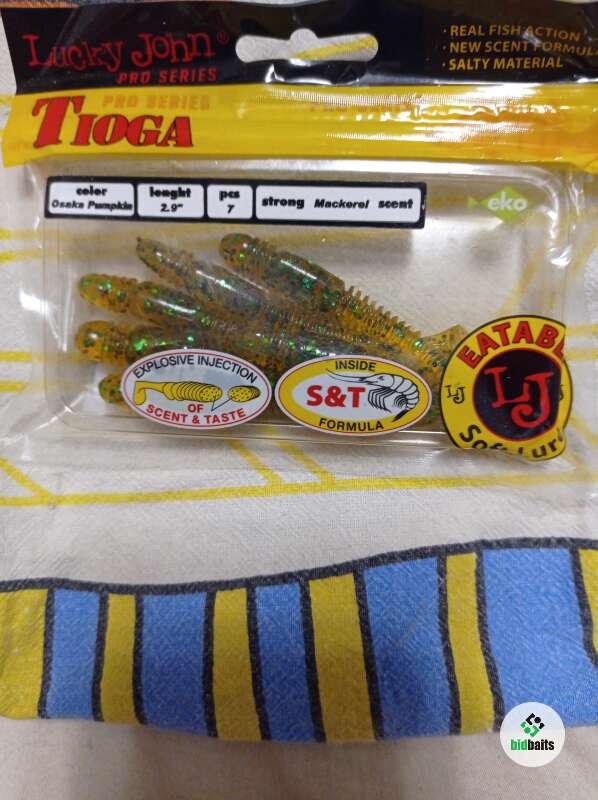 Lucky John®
PRO SERIES
· REAL FISH ACTION
· NEW SCENT FORMULA
· SALTY MATERIAL
PRO SERIES
TIOGA
color
Osaka Pumpkin
lenght
2.9"
pcs
7
strong Mackerel scent
eko
EXPLOSIVE INJECTION
OF
SCENT & TASTE
INSIDE
S&T
FORMULA
EATABL
LJ
LJ
Soft Lure
bidbaits